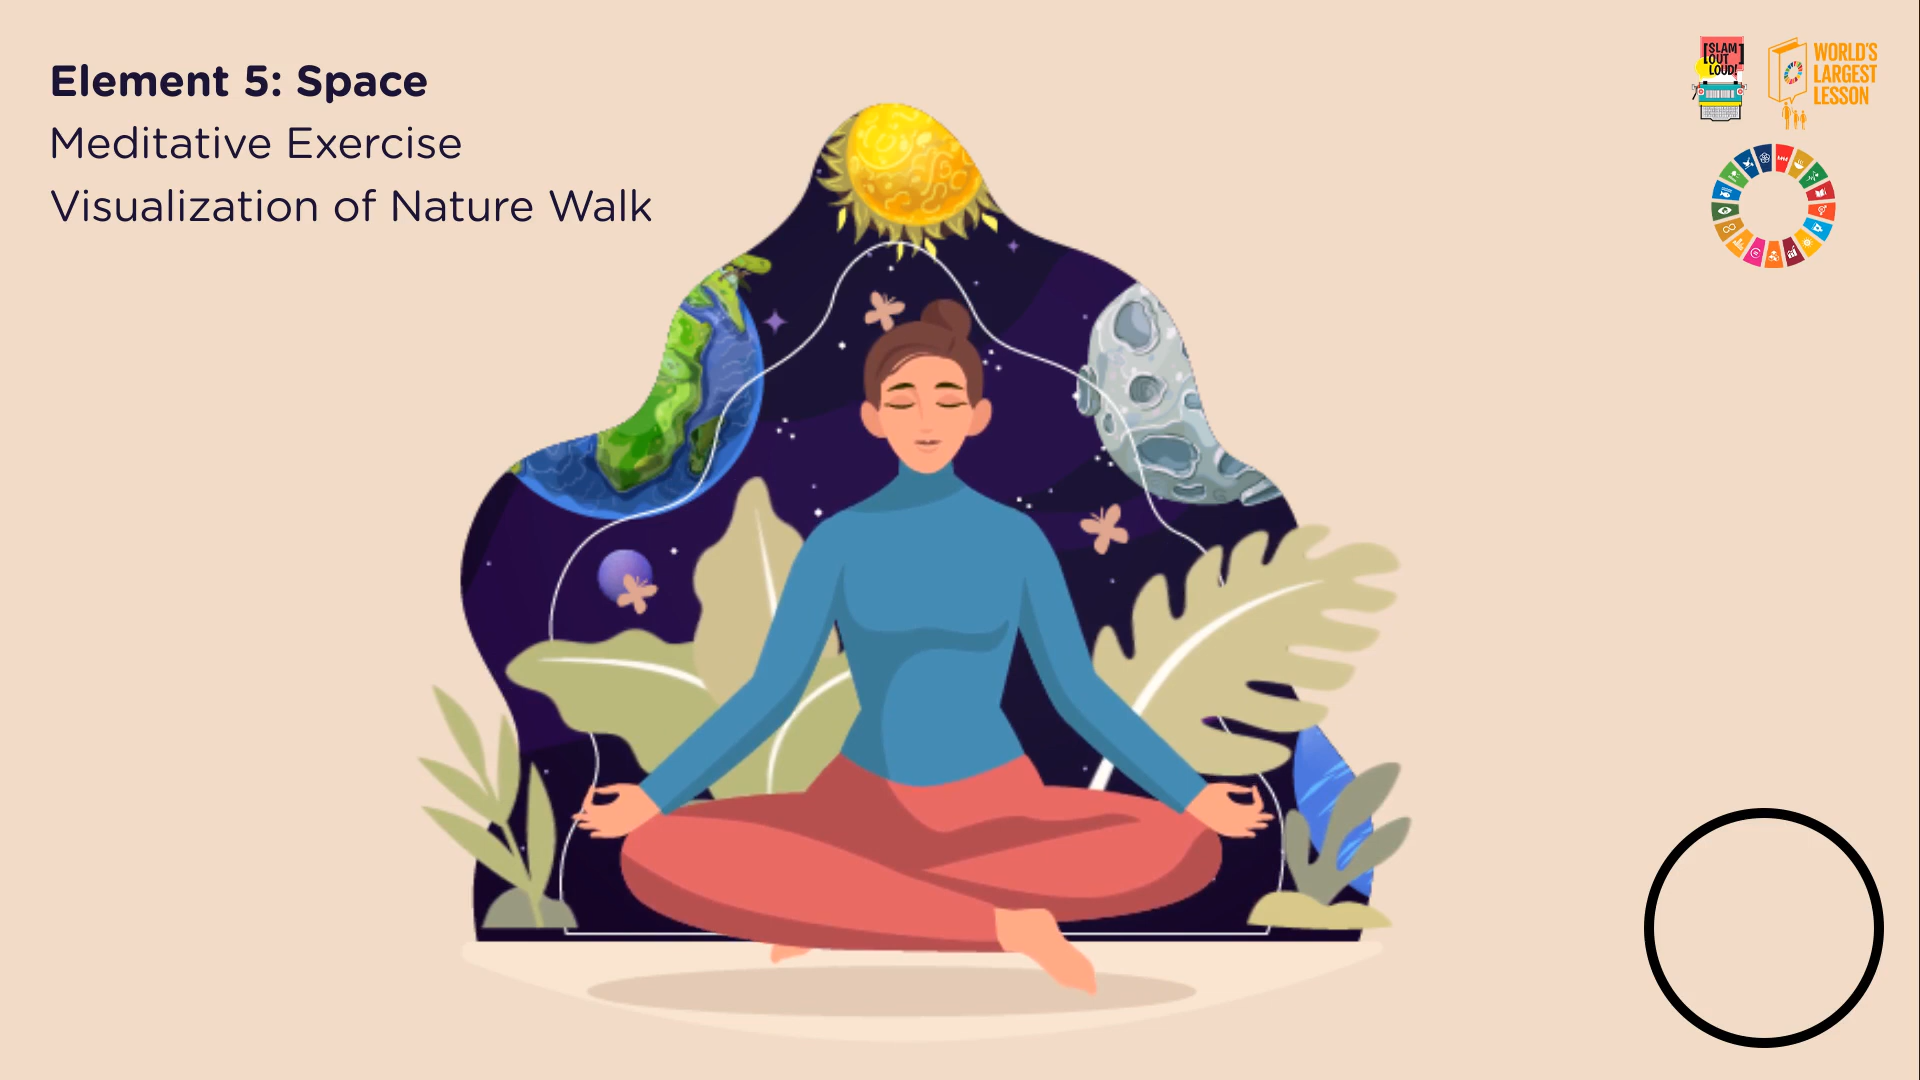 Element 5: Space
Meditative Exercise
Visualization of Nature Walk
[SLAM
OUT
LOUD!]
WORLD'S
LARGEST
LESSON